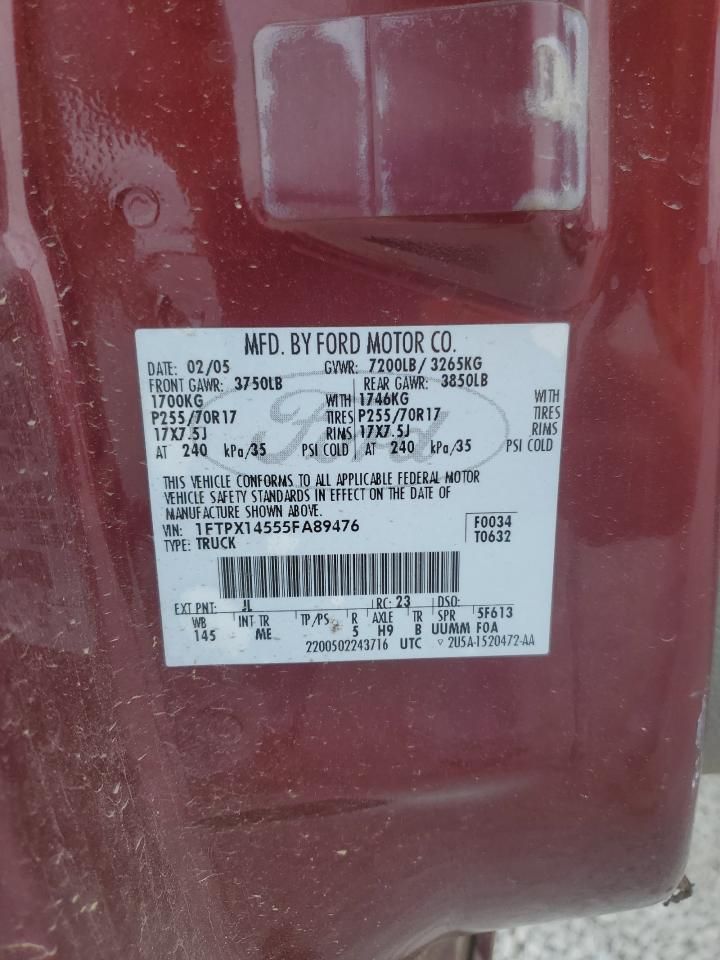 MFD. BY FORD MOTOR CO.
DATE: 02/05 GVWR: 7200LB / 3265KG
FRONT GAWR: 3750LB REAR GAWR: 3850LB
1700KG WITH 1746KG WITH
P255/70R17 TIRES P255/70R17 TIRES
17X7.5J RIMS 17X7.5J RIMS
AT 240 kPa/35 PSI COLD AT 240 kPa/35 PSI COLD
Ford
THIS VEHICLE CONFORMS TO ALL APPLICABLE FEDERAL MOTOR
VEHICLE SAFETY STANDARDS IN EFFECT ON THE DATE OF
MANUFACTURE SHOWN ABOVE.
VIN: 1FTPX14555FA89476 F0034
TYPE: TRUCK T0632
EXT PNT: JL RC: 23 DSO:
WB INT TR TP/PS R AXLE TR SPR 5F613
145 ME 5 H9 B UUMM F0A
2200502243716 UTC ▽ 2U5A-1520472-AA